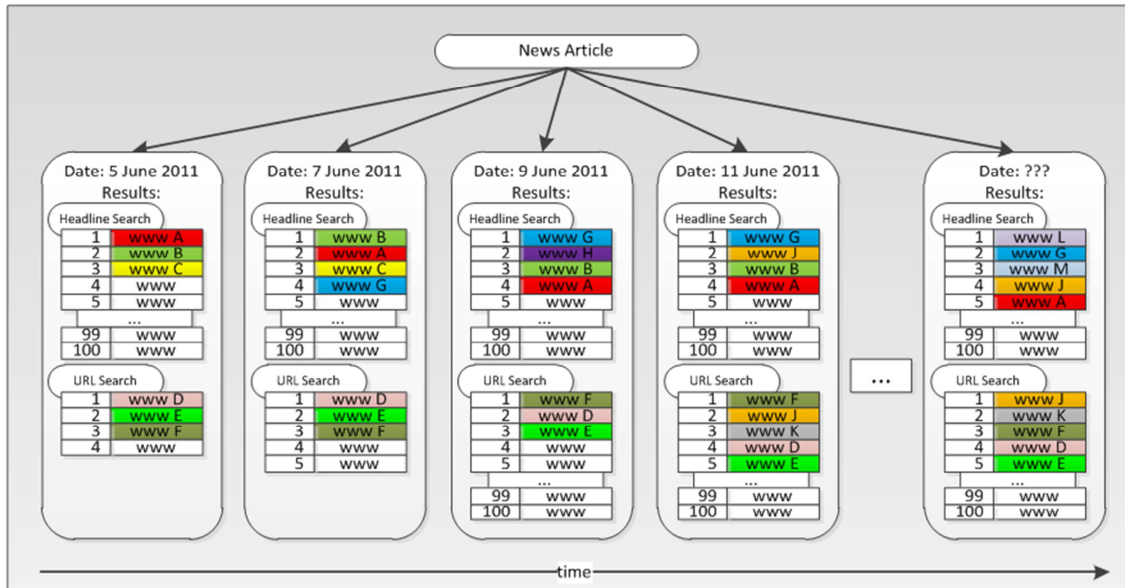 News Article
Date: 5 June 2011
Results:
Headline Search
1 www A
2 www B
3 www C
4 www
5 www
...
99 www
100 www
URL Search
1 www D
2 www E
3 www F
4 www
Date: 7 June 2011
Results:
Headline Search
1 www B
2 www A
3 www C
4 www G
5 www
...
99 www
100 www
URL Search
1 www D
2 www E
3 www F
4 www
5 www
Date: 9 June 2011
Results:
Headline Search
1 www G
2 www H
3 www B
4 www A
5 www
...
99 www
100 www
URL Search
1 www F
2 www D
3 www E
4 www
5 www
...
99 www
100 www
Date: 11 June 2011
Results:
Headline Search
1 www G
2 www J
3 www B
4 www A
5 www
...
99 www
100 www
URL Search
1 www F
2 www J
3 www K
4 www D
5 www E
...
99 www
100 www
...
Date: ???
Results:
Headline Search
1 www L
2 www G
3 www M
4 www J
5 www A
...
99 www
100 www
URL Search
1 www J
2 www K
3 www F
4 www D
5 www E
...
99 www
100 www
time